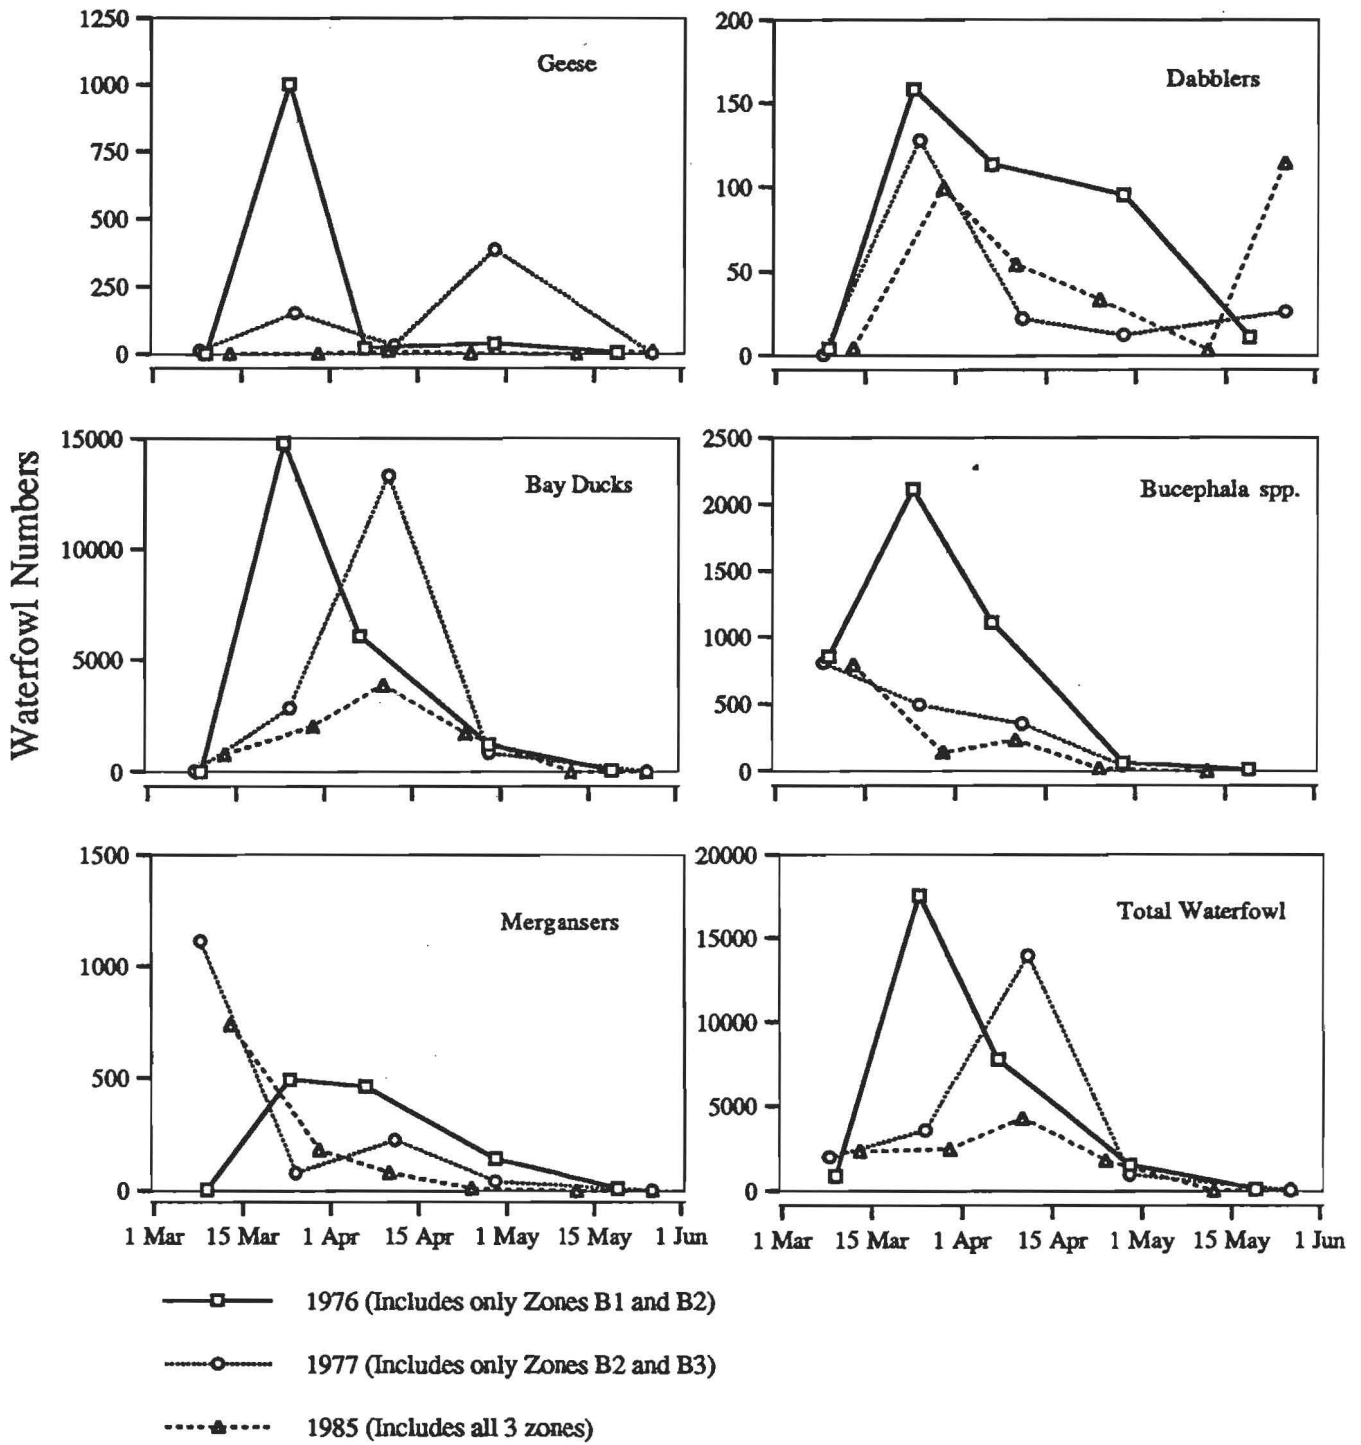 Waterfowl Numbers
Geese
1250
1000
750
500
250
0
Dabblers
200
150
100
50
0
Bay Ducks
15000
10000
5000
0
Bucephala spp.
2500
2000
1500
1000
500
0
Mergansers
1500
1000
500
0
1 Mar 15 Mar 1 Apr 15 Apr 1 May 15 May 1 Jun
Total Waterfowl
20000
15000
10000
5000
0
1 Mar 15 Mar 1 Apr 15 Apr 1 May 15 May 1 Jun
1976 (Includes only Zones B1 and B2)
1977 (Includes only Zones B2 and B3)
1985 (Includes all 3 zones)